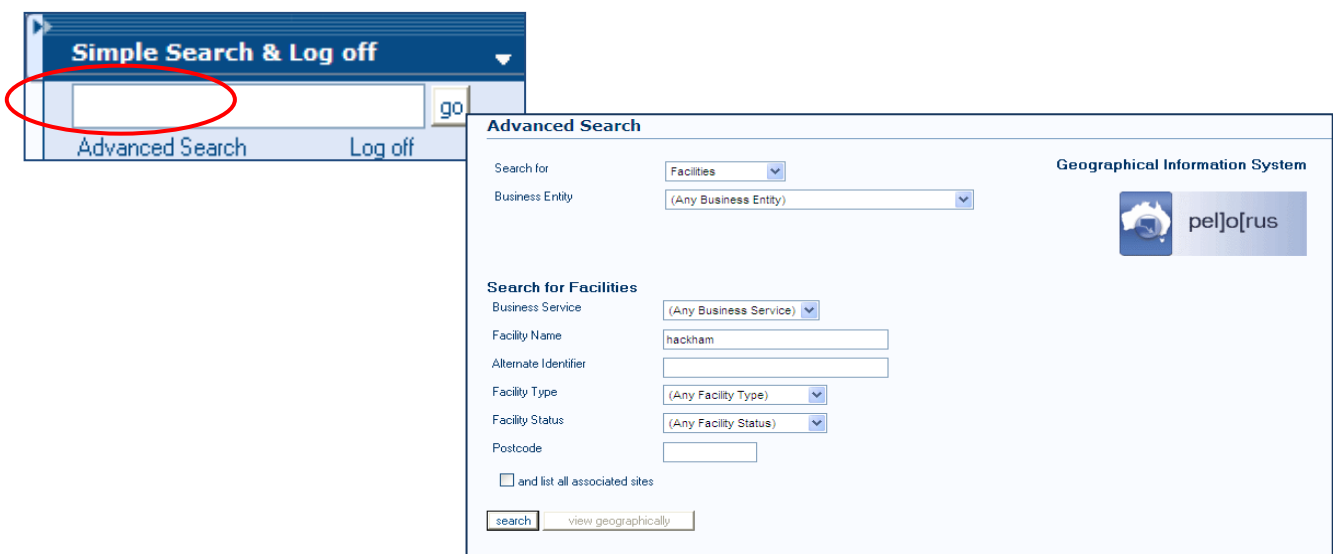 Simple Search & Log off
go
Advanced Search Log off
Advanced Search
Search for Facilities
Geographical Information System
Business Entity (Any Business Entity)
pel]o[rus
Search for Facilities
Business Service (Any Business Service)
Facility Name hackham
Alternate Identifier
Facility Type (Any Facility Type)
Facility Status (Any Facility Status)
Postcode
and list all associated sites
search view geographically